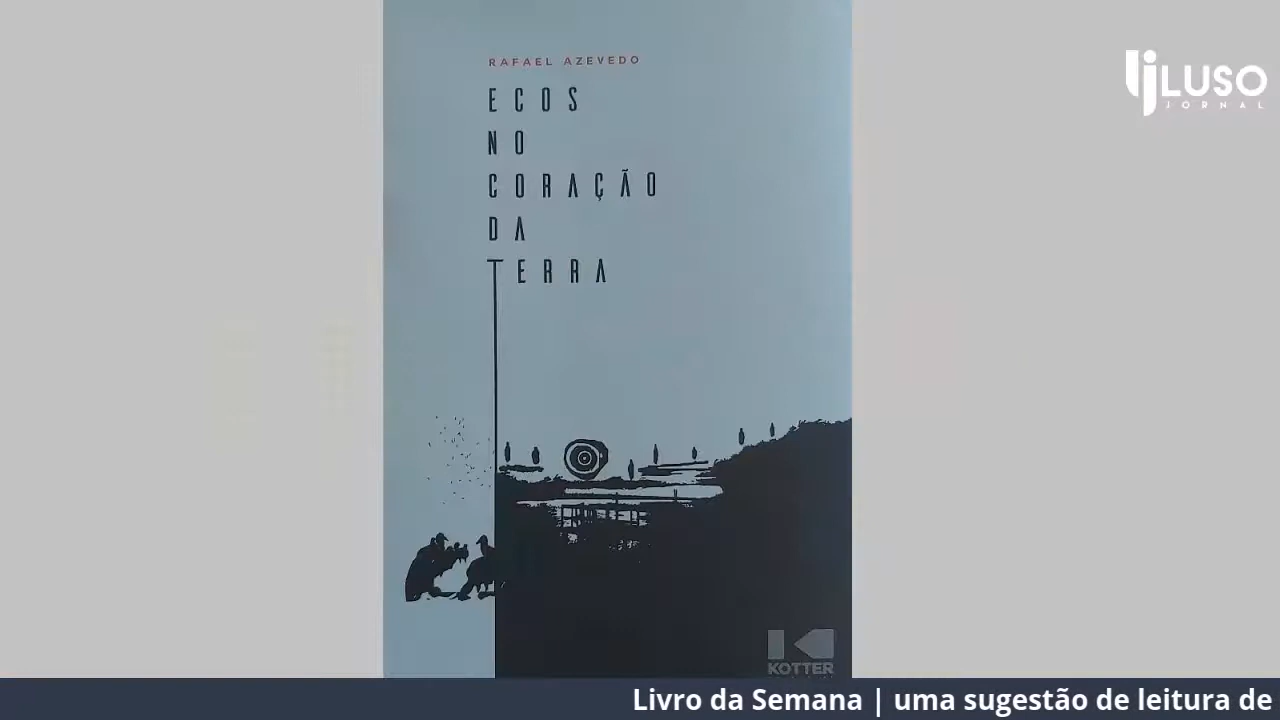 RAFAEL AZEVEDO
ECOS
NO
CORAÇÃO
DA
TERRA
KOTTER
LUSO
JORNAL
Livro da Semana | uma sugestão de leitura de